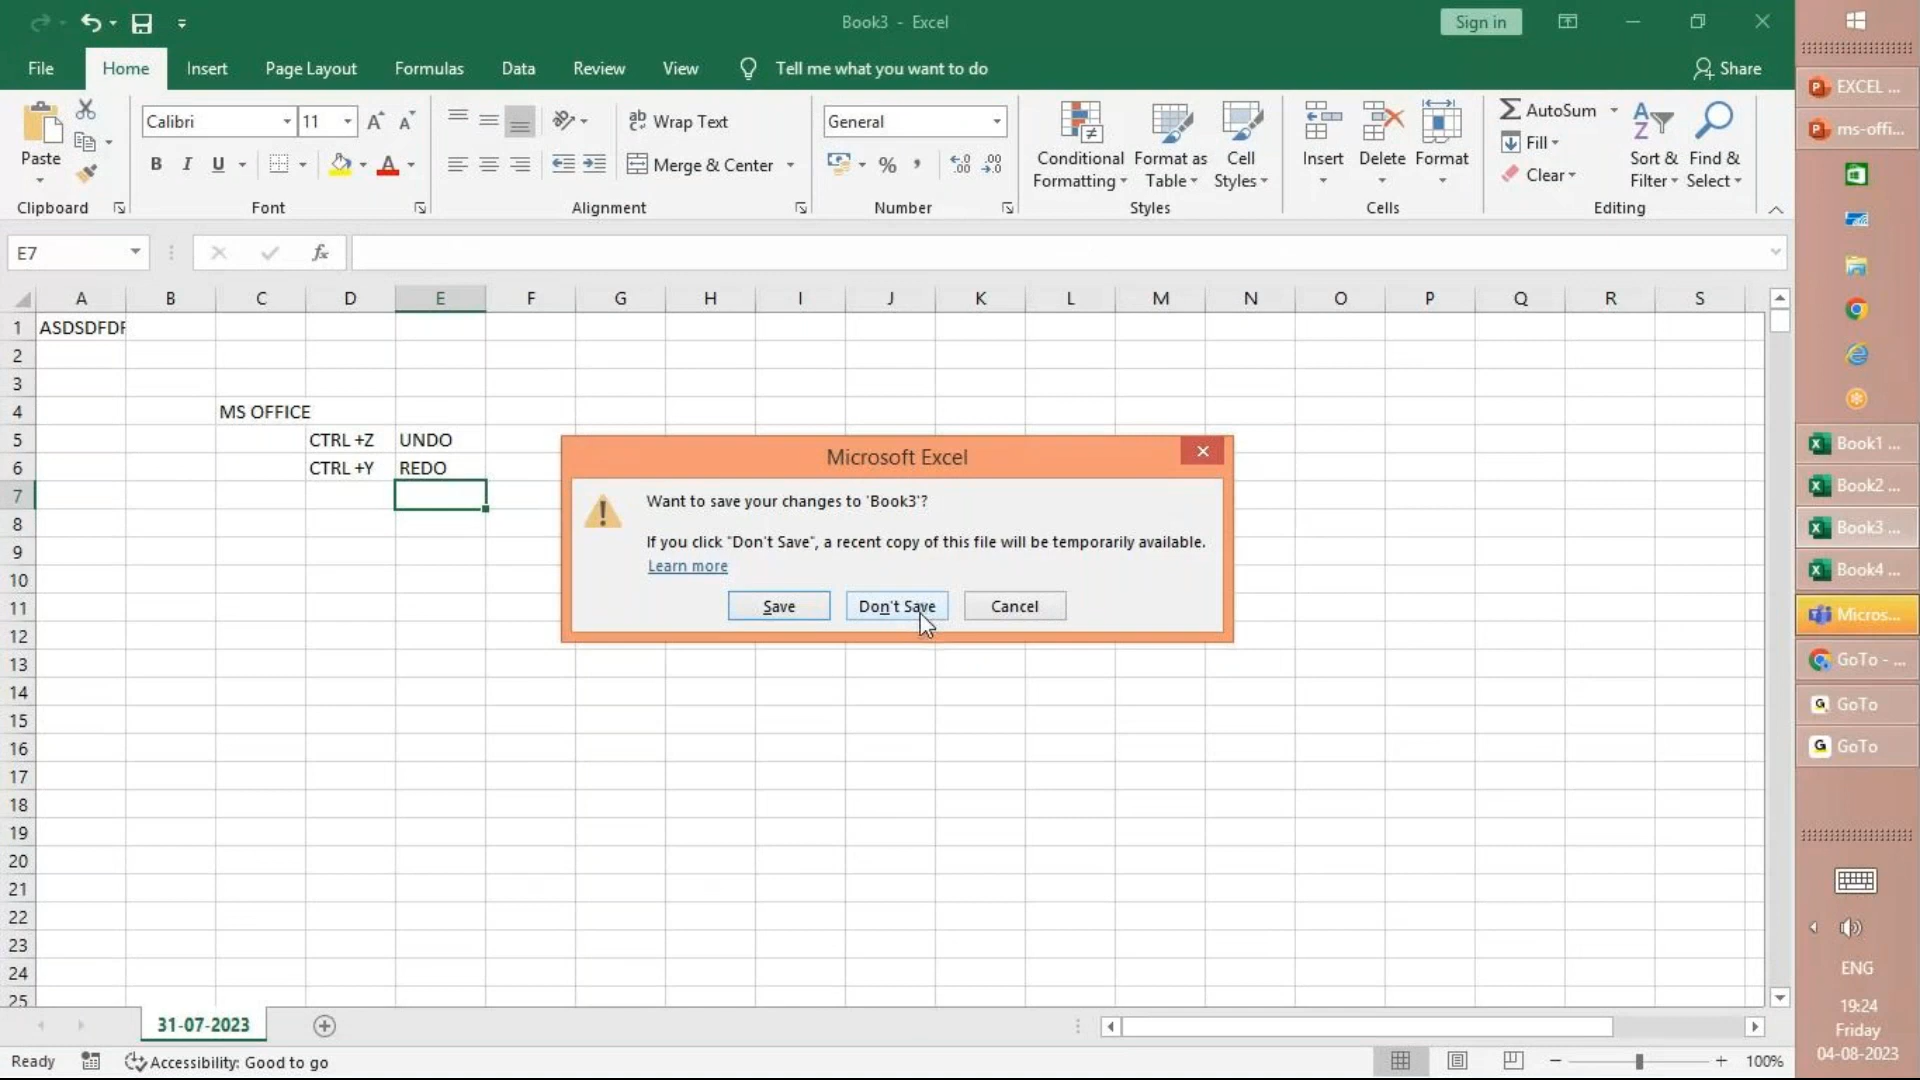 Book3 - Excel
Sign in
File Home Insert Page Layout Formulas Data Review View Tell me what you want to do Share
Paste
Clipboard
Calibri 11
B I U
Font
Wrap Text
Merge & Center
Alignment
General
% ,
Number
Conditional Formatting
Format as Table
Cell Styles
Styles
Insert Delete Format
Cells
AutoSum
Fill
Clear
Sort & Filter
Find & Select
Editing
E7 fx
A B C D E F G H I J K L M N O P Q R S
1 ASDSDFDF
2
3
4 MS OFFICE
5 CTRL +Z UNDO
6 CTRL +Y REDO
7
8
9
10
11
12
13
14
15
16
17
18
19
20
21
22
23
24
25
Microsoft Excel
Want to save your changes to 'Book3'?
If you click "Don't Save", a recent copy of this file will be temporarily available.
Learn more
Save Don't Save Cancel
31-07-2023
Ready Accessibility: Good to go 100%
EXCEL ...
ms-offi...
Book1 ...
Book2 ...
Book3 ...
Book4 ...
Micros...
GoTo - ...
GoTo
GoTo
ENG
19:24
Friday
04-08-2023